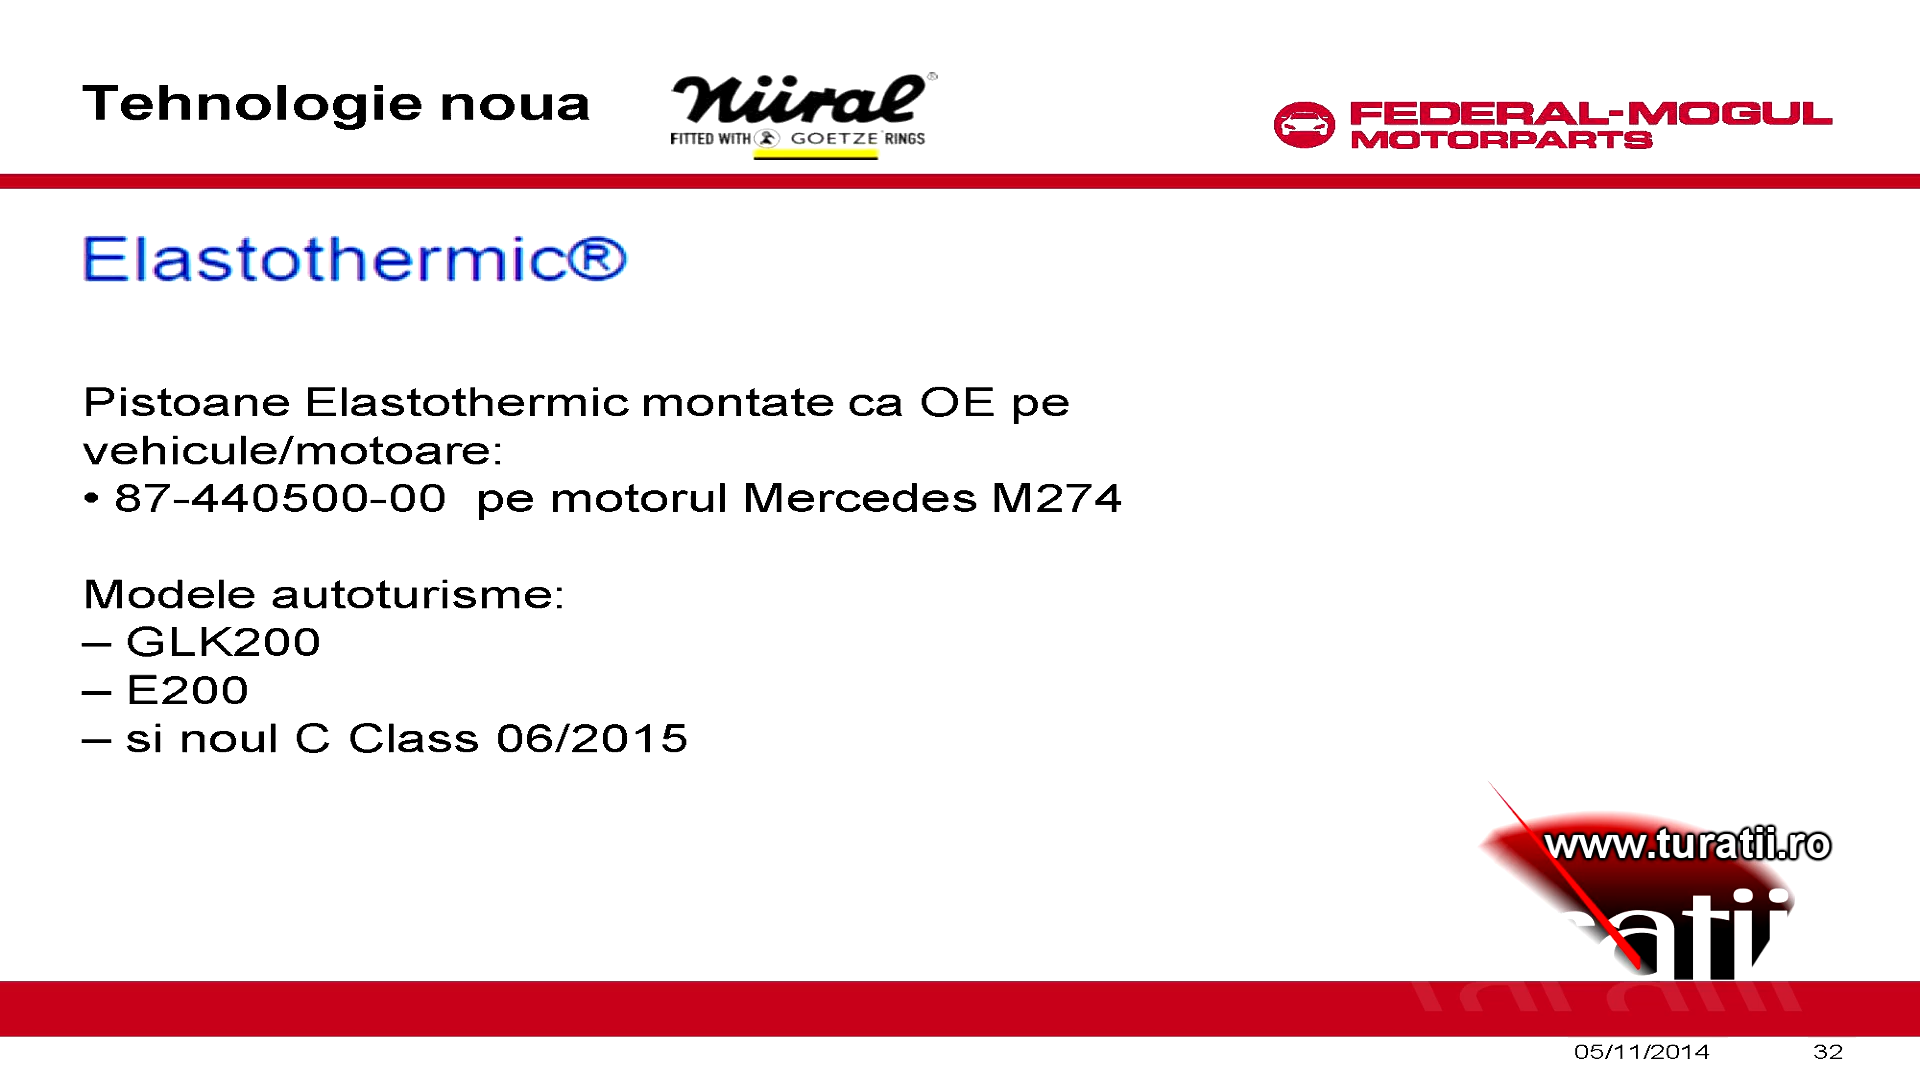 Tehnologie noua
Nüral®
FITTED WITH GOETZE RINGS
FEDERAL-MOGUL
MOTORPARTS
Elastothermic®
Pistoane Elastothermic montate ca OE pe
vehicule/motoare:
• 87-440500-00 pe motorul Mercedes M274
Modele autoturisme:
– GLK200
– E200
– si noul C Class 06/2015
www.turatii.ro
turatii
05/11/2014 32